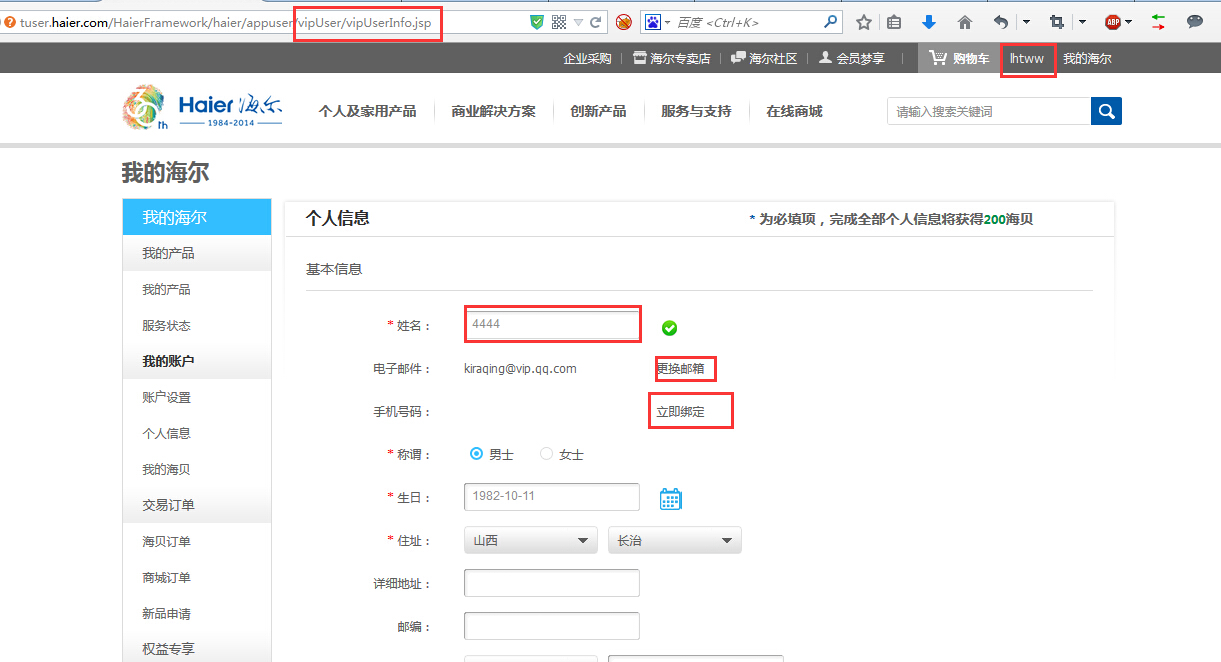 tuser.haier.com/HaierFramework/haier/appuser/vipUser/vipUserInfo.jsp
百度 <Ctrl+K>
ABP
企业采购 海尔专卖店 海尔社区 会员梦享 购物车 lhtww 我的海尔
th Haier 海尔
1984-2014
个人及家用产品 商业解决方案 创新产品 服务与支持 在线商城 请输入搜索关键词
我的海尔
我的海尔
我的产品
我的产品
服务状态
我的账户
账户设置
个人信息
我的海贝
交易订单
海贝订单
商城订单
新品申请
权益专享
个人信息 * 为必填项，完成全部个人信息将获得200海贝
基本信息
* 姓名： 4444
电子邮件： kiraqing@vip.qq.com 更换邮箱
手机号码： 立即绑定
* 称谓： 男士 女士
* 生日： 1982-10-11
* 住址： 山西 长治
详细地址：
邮编：